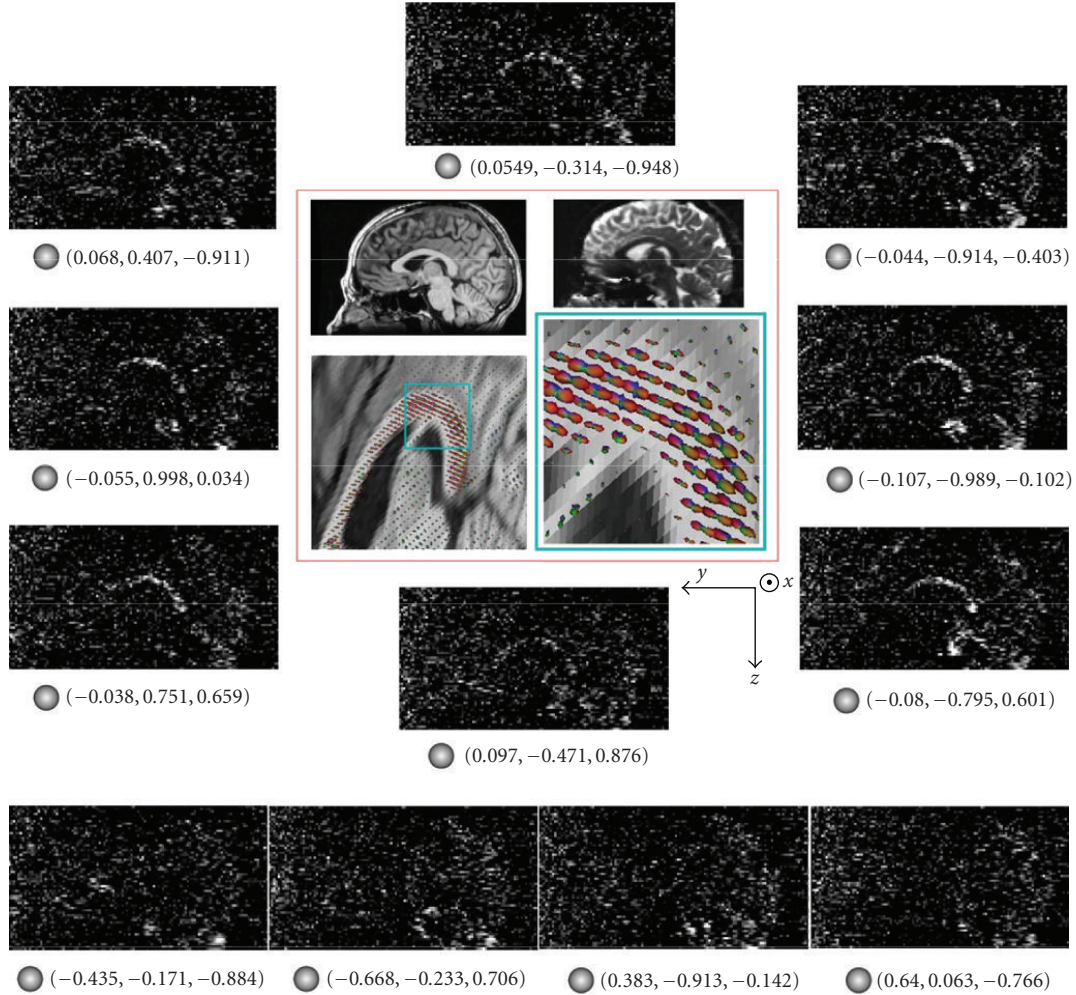 (0.0549, −0.314, −0.948)
(0.068, 0.407, −0.911)
(−0.044, −0.914, −0.403)
(−0.055, 0.998, 0.034)
(−0.107, −0.989, −0.102)
y
x
z
(−0.038, 0.751, 0.659)
(−0.08, −0.795, 0.601)
(0.097, −0.471, 0.876)
(−0.435, −0.171, −0.884)
(−0.668, −0.233, 0.706)
(0.383, −0.913, −0.142)
(0.64, 0.063, −0.766)